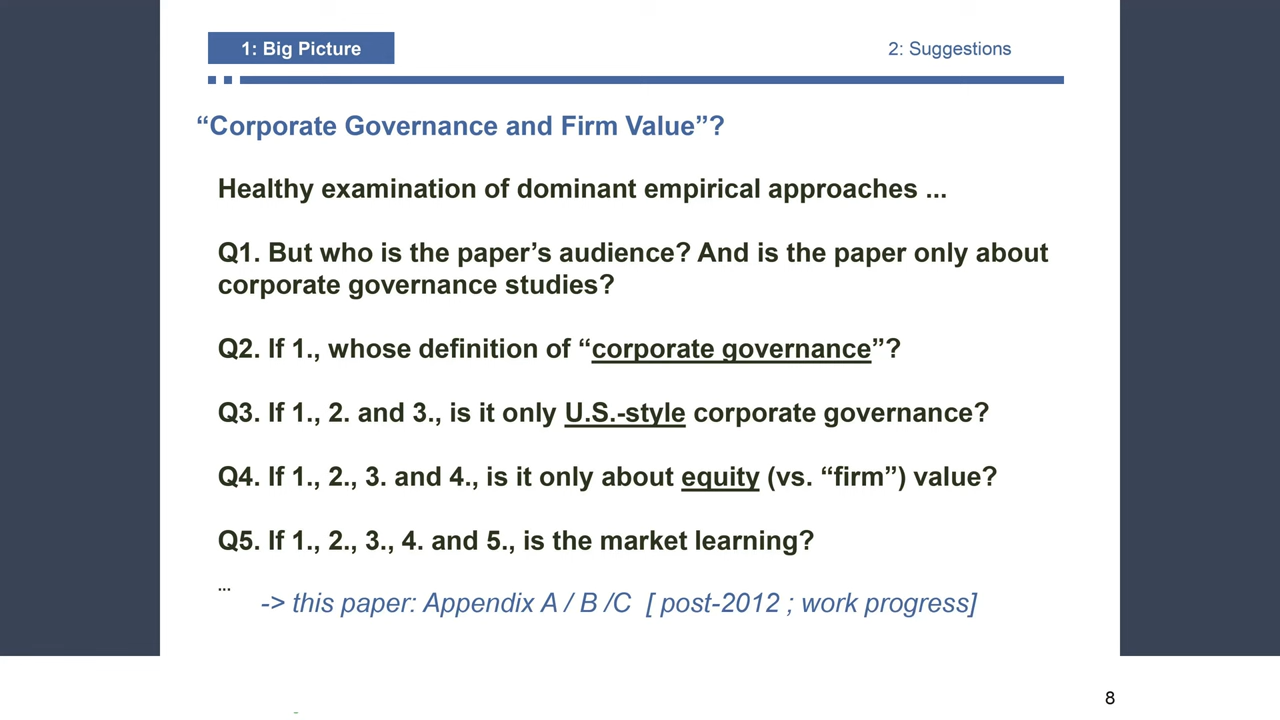 1: Big Picture
2: Suggestions
“Corporate Governance and Firm Value”?
Healthy examination of dominant empirical approaches ...
Q1. But who is the paper’s audience? And is the paper only about
corporate governance studies?
Q2. If 1., whose definition of “corporate governance”?
Q3. If 1., 2. and 3., is it only U.S.-style corporate governance?
Q4. If 1., 2., 3. and 4., is it only about equity (vs. “firm”) value?
Q5. If 1., 2., 3., 4. and 5., is the market learning?
...
-> this paper: Appendix A / B /C [ post-2012 ; work progress]
8